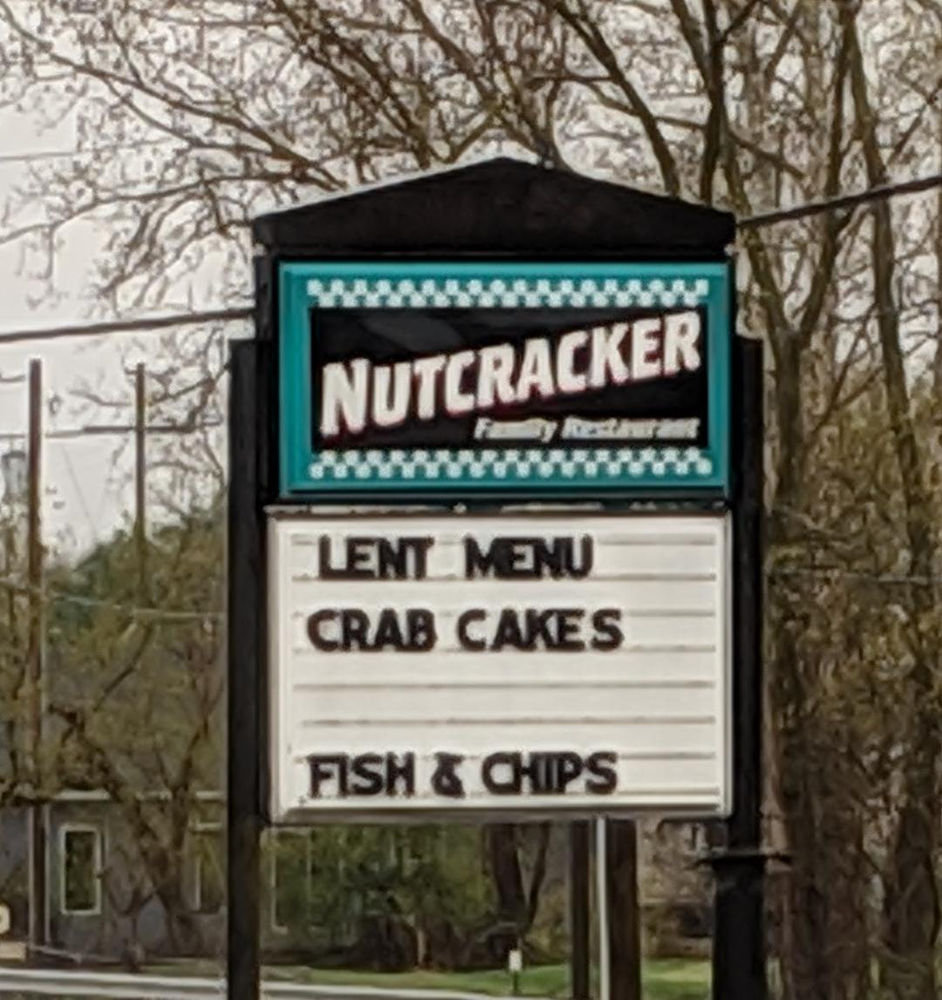 NUTCRACKER
Family Restaurant
LENT MENU
CRAB CAKES
FISH & CHIPS